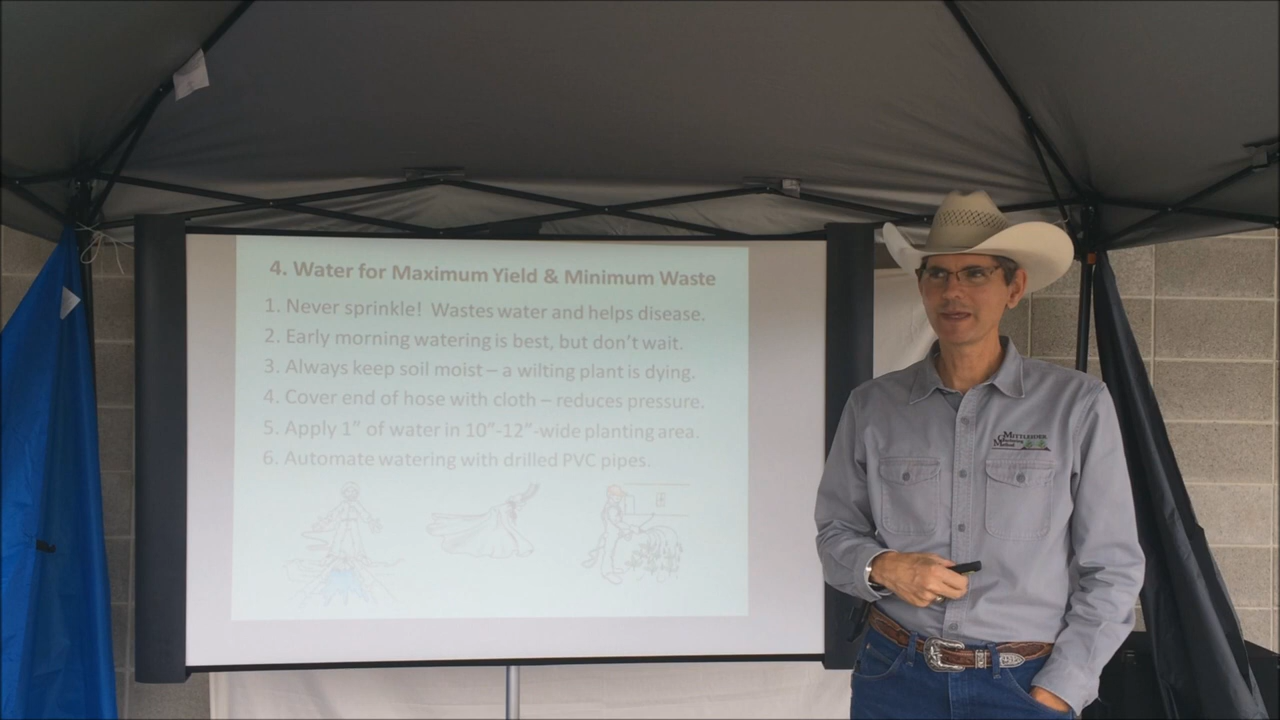 4. Water for Maximum Yield & Minimum Waste
1. Never sprinkle! Wastes water and helps disease.
2. Early morning watering is best, but don't wait.
3. Always keep soil moist – a wilting plant is dying.
4. Cover end of hose with cloth – reduces pressure.
5. Apply 1" of water in 10"-12"-wide planting area.
6. Automate watering with drilled PVC pipes.
MITTLEIDER
Gardening
Method